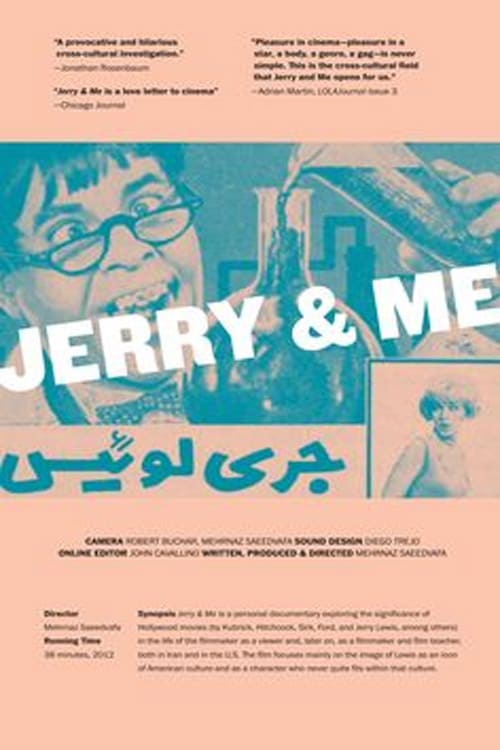 "A provocative and hilarious
cross-cultural investigation."
—Jonathan Rosenbaum
"Jerry & Me is a love letter to cinema"
—Chicago Journal
"Pleasure in cinema—pleasure in a
star, a body, a genre, a gag—is never
simple. This is the cross-cultural field
that Jerry and Me opens for us."
—Adrian Martin, LOLAJournal issue 3
JERRY & ME
جری لوئیس
CAMERA ROBERT BUCHAR, MEHRNAZ SAEEDVAFA SOUND DESIGN DIEGO TREJO
ONLINE EDITOR JOHN CAVALLINO WRITTEN, PRODUCED & DIRECTED MEHRNAZ SAEEDVAFA
Director
Mehrnaz Saeedvafa
Running Time
38 minutes, 2012
Synopsis Jerry & Me is a personal documentary exploring the significance of
Hollywood movies (by Kubrick, Hitchcock, Sirk, Ford, and Jerry Lewis, among others)
in the life of the filmmaker as a viewer and, later on, as a filmmaker and film teacher,
both in Iran and in the U.S. The film focuses mainly on the image of Lewis as an icon
of American culture and as a character who never quite fits within that culture.